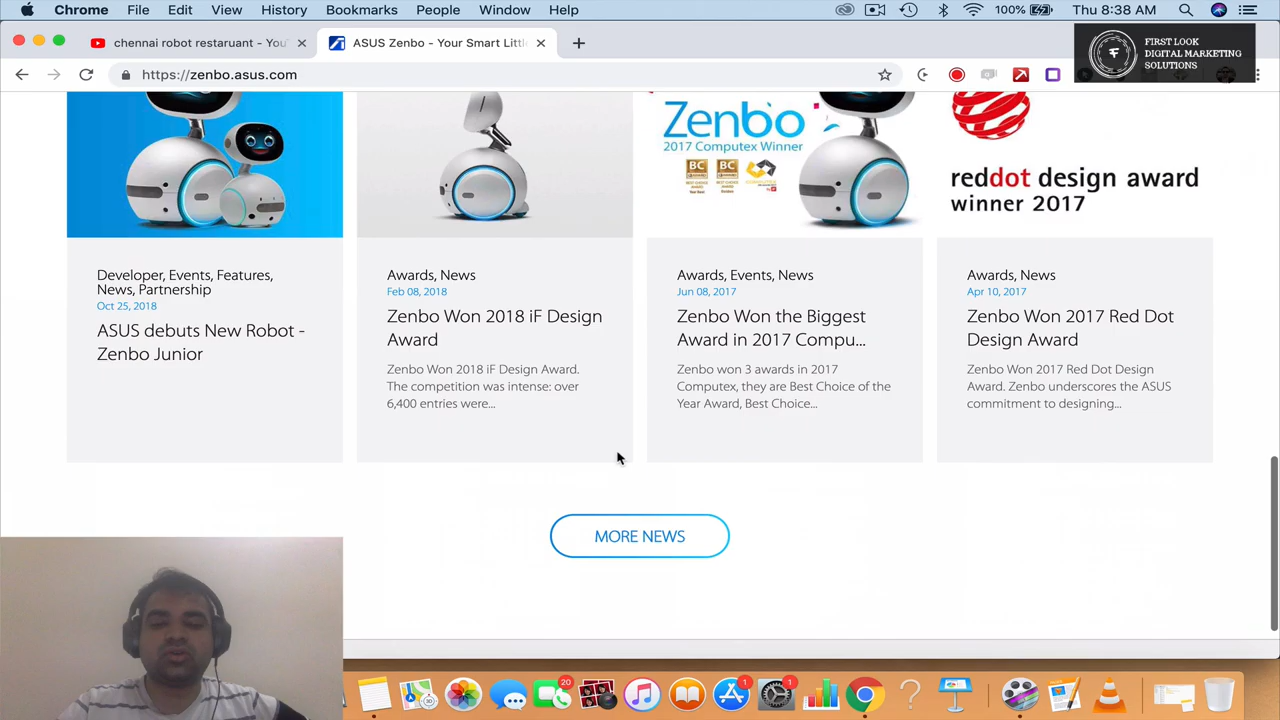 Chrome File Edit View History Bookmarks People Window Help 100% Thu 8:38 AM
chennai robot restaruant - You
ASUS Zenbo - Your Smart Littl
FIRST LOOK
DIGITAL MARKETING
SOLUTIONS
https://zenbo.asus.com
Zenbo
2017 Computex Winner
BC
BC
reddot design award
winner 2017
Developer, Events, Features,
News, Partnership
Oct 25, 2018
ASUS debuts New Robot -
Zenbo Junior
Awards, News
Feb 08, 2018
Zenbo Won 2018 iF Design
Award
Zenbo Won 2018 iF Design Award.
The competition was intense: over
6,400 entries were...
Awards, Events, News
Jun 08, 2017
Zenbo Won the Biggest
Award in 2017 Compu...
Zenbo won 3 awards in 2017
Computex, they are Best Choice of the
Year Award, Best Choice...
Awards, News
Apr 10, 2017
Zenbo Won 2017 Red Dot
Design Award
Zenbo Won 2017 Red Dot Design
Award. Zenbo underscores the ASUS
commitment to designing...
MORE NEWS
20
1
1